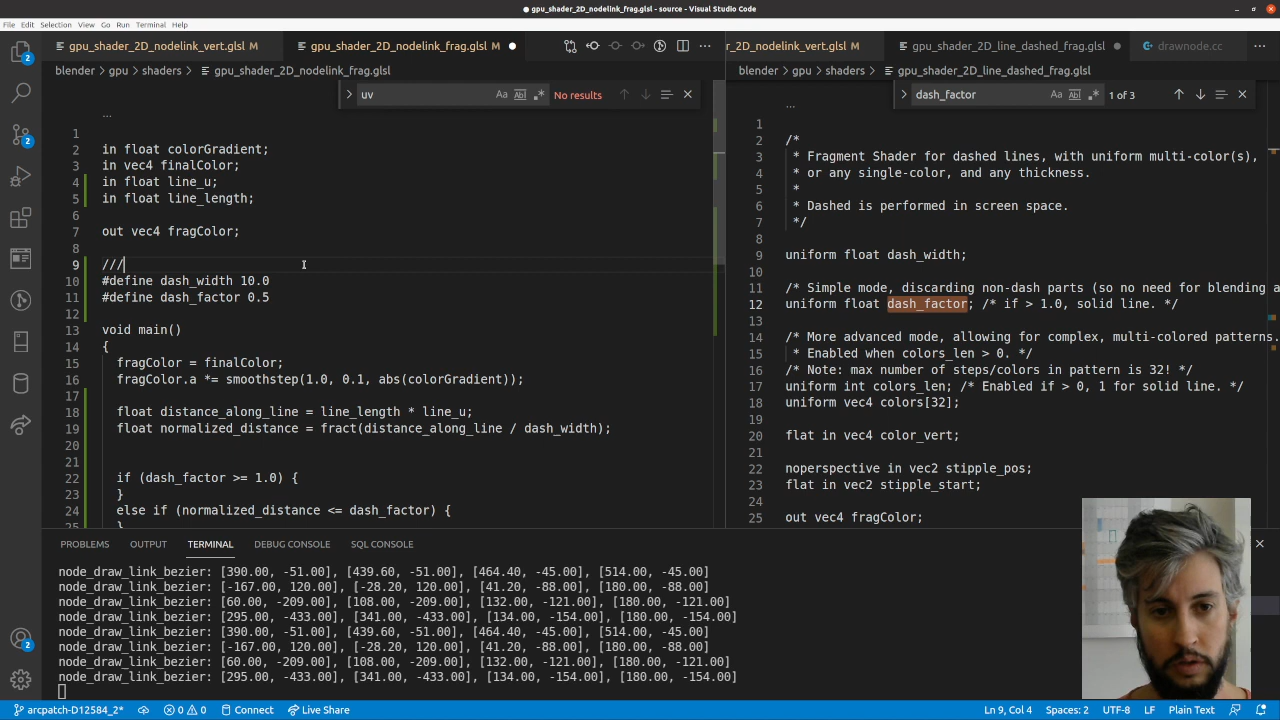 ● gpu_shader_2D_nodelink_frag.glsl - source - Visual Studio Code
File Edit Selection View Go Run Terminal Help
gpu_shader_2D_nodelink_vert.glsl M
gpu_shader_2D_nodelink_frag.glsl M ●
r_2D_nodelink_vert.glsl M
gpu_shader_2D_line_dashed_frag.glsl ●
drawnode.cc
blender > gpu > shaders > gpu_shader_2D_nodelink_frag.glsl
blender > gpu > shaders > gpu_shader_2D_line_dashed_frag.glsl
uv Aa Abl .* No results
dash_factor Aa Abl .* 1 of 3
...
1
2 in float colorGradient;
3 in vec4 finalColor;
4 in float line_u;
5 in float line_length;
6
7 out vec4 fragColor;
8
9 ///
10 #define dash_width 10.0
11 #define dash_factor 0.5
12
13 void main()
14 {
15 fragColor = finalColor;
16 fragColor.a *= smoothstep(1.0, 0.1, abs(colorGradient));
17
18 float distance_along_line = line_length * line_u;
19 float normalized_distance = fract(distance_along_line / dash_width);
20
21
22 if (dash_factor >= 1.0) {
23 }
24 else if (normalized_distance <= dash_factor) {
25 }
...
1
2 /*
3 * Fragment Shader for dashed lines, with uniform multi-color(s),
4 * or any single-color, and any thickness.
5 *
6 * Dashed is performed in screen space.
7 */
8
9 uniform float dash_width;
10
11 /* Simple mode, discarding non-dash parts (so no need for blending a
12 uniform float dash_factor; /* if > 1.0, solid line. */
13
14 /* More advanced mode, allowing for complex, multi-colored patterns.
15 * Enabled when colors_len > 0. */
16 /* Note: max number of steps/colors in pattern is 32! */
17 uniform int colors_len; /* Enabled if > 0, 1 for solid line. */
18 uniform vec4 colors[32];
19
20 flat in vec4 color_vert;
21
22 noperspective in vec2 stipple_pos;
23 flat in vec2 stipple_start;
24
25 out vec4 fragColor;
PROBLEMS OUTPUT TERMINAL DEBUG CONSOLE SQL CONSOLE
node_draw_link_bezier: [390.00, -51.00], [439.60, -51.00], [464.40, -45.00], [514.00, -45.00]
node_draw_link_bezier: [-167.00, 120.00], [-28.20, 120.00], [41.20, -88.00], [180.00, -88.00]
node_draw_link_bezier: [60.00, -209.00], [108.00, -209.00], [132.00, -121.00], [180.00, -121.00]
node_draw_link_bezier: [295.00, -433.00], [341.00, -433.00], [134.00, -154.00], [180.00, -154.00]
node_draw_link_bezier: [390.00, -51.00], [439.60, -51.00], [464.40, -45.00], [514.00, -45.00]
node_draw_link_bezier: [-167.00, 120.00], [-28.20, 120.00], [41.20, -88.00], [180.00, -88.00]
node_draw_link_bezier: [60.00, -209.00], [108.00, -209.00], [132.00, -121.00], [180.00, -121.00]
node_draw_link_bezier: [295.00, -433.00], [341.00, -433.00], [134.00, -154.00], [180.00, -154.00]
2
2
2
arcpatch-D12584_2* 0 0 Connect Live Share
Ln 9, Col 4 Spaces: 2 UTF-8 LF Plain Text